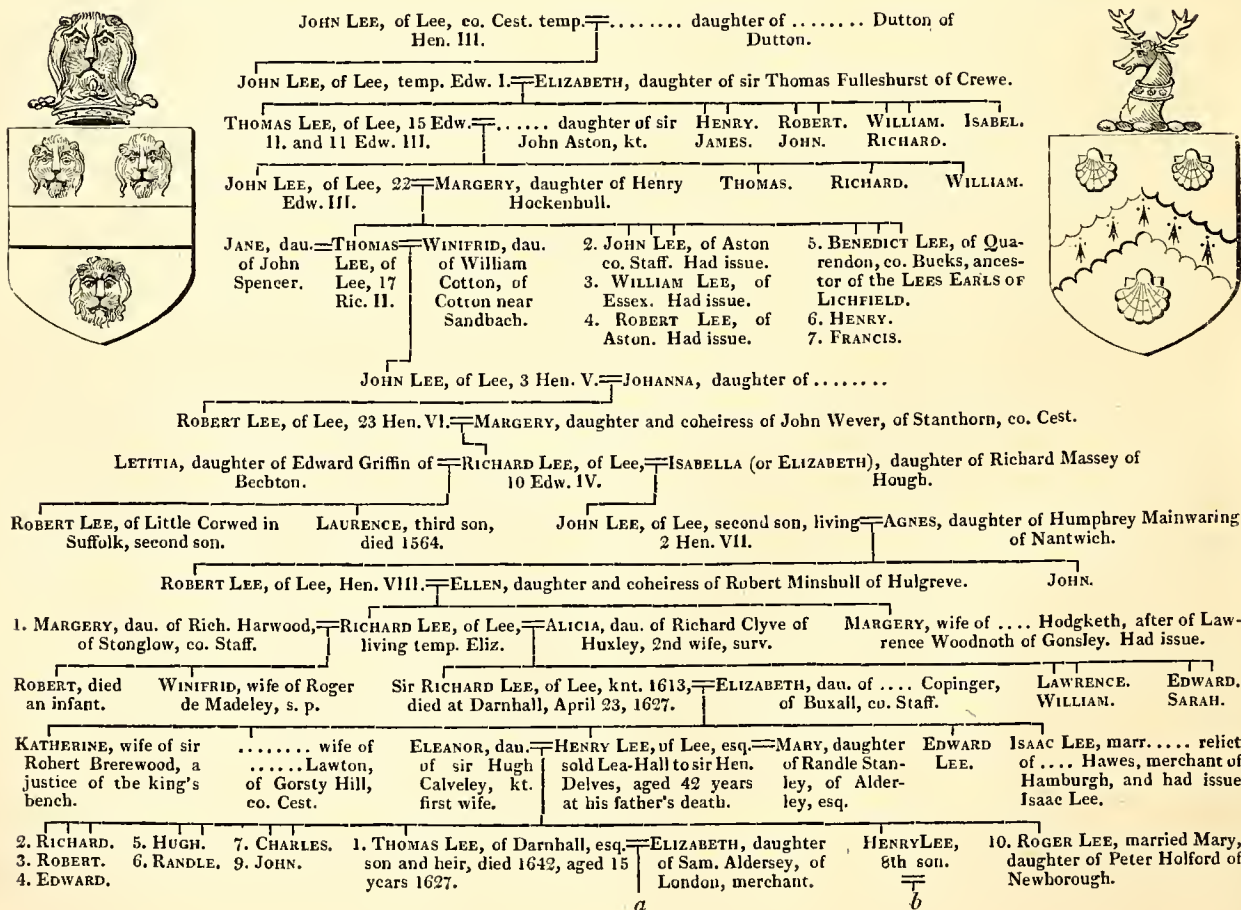 JOHN LEE, of Lee, co. Cest. temp. ........ daughter of ........ Dutton of
Hen. III. Dutton.
JOHN LEE, of Lee, temp. Edw. I. ELIZABETH, daughter of sir Thomas Fulleshurst of Crewe.
THOMAS LEE, of Lee, 15 Edw. ...... daughter of sir HENRY. ROBERT. WILLIAM. ISABEL.
II. and 11 Edw. III. John Aston, kt. JAMES. JOHN. RICHARD.
JOHN LEE, of Lee, 22 MARGERY, daughter of Henry THOMAS. RICHARD. WILLIAM.
Edw. III. Hockenhull.
JANE, dau.
of John
Spencer.
THOMAS
LEE, of
Lee, 17
Ric. II.
WINIFRID, dau.
of William
Cotton, of
Cotton near
Sandbach.
2. JOHN LEE, of Aston
co. Staff. Had issue.
3. WILLIAM LEE, of
Essex. Had issue.
4. ROBERT LEE, of
Aston. Had issue.
5. BENEDICT LEE, of Qua-
rendon, co. Bucks, ances-
tor of the LEES EARLS OF
LICHFIELD.
6. HENRY.
7. FRANCIS.
JOHN LEE, of Lee, 3 Hen. V. JOHANNA, daughter of ........
ROBERT LEE, of Lee, 23 Hen. VI. MARGERY, daughter and coheiress of John Wever, of Stanthorn, co. Cest.
LETITIA, daughter of Edward Griffin of
Bechton.
RICHARD LEE, of Lee,
10 Edw. IV.
ISABELLA (or ELIZABETH), daughter of Richard Massey of
Hough.
ROBERT LEE, of Little Corwed in
Suffolk, second son.
LAURENCE, third son,
died 1564.
JOHN LEE, of Lee, second son, living
2 Hen. VII.
AGNES, daughter of Humphrey Mainwaring
of Nantwich.
ROBERT LEE, of Lee, Hen. VIII. ELLEN, daughter and coheiress of Robert Minshull of Hulgreve. JOHN.
1. MARGERY, dau. of Rich. Harwood,
of Stonglow, co. Staff.
RICHARD LEE, of Lee,
living temp. Eliz.
ALICIA, dau. of Richard Clyve of
Huxley, 2nd wife, surv.
MARGERY, wife of .... Hodgketh, after of Law-
rence Woodnoth of Gonsley. Had issue.
ROBERT, died
an infant.
WINIFRID, wife of Roger
de Madeley, s. p.
Sir RICHARD LEE, of Lee, knt. 1613,
died at Darnhall, April 23, 1627.
ELIZABETH, dau. of .... Copinger,
of Buxall, co. Staff.
LAWRENCE.
WILLIAM.
EDWARD.
SARAH.
KATHERINE, wife of sir
Robert Brerewood, a
justice of the king's
bench.
........ wife of
...... Lawton,
of Gorsty Hill,
co. Cest.
ELEANOR, dau.
of sir Hugh
Calveley, kt.
first wife.
HENRY LEE, of Lee, esq.
sold Lea-Hall to sir Hen.
Delves, aged 42 years
at his father's death.
MARY, daughter
of Randle Stan-
ley, of Alder-
ley, esq.
EDWARD
LEE.
ISAAC LEE, marr. .... relict
of .... Hawes, merchant of
Hamburgh, and had issue
Isaac Lee.
2. RICHARD.
3. ROBERT.
4. EDWARD.
5. HUGH.
6. RANDLE.
7. CHARLES.
9. JOHN.
1. THOMAS LEE, of Darnhall, esq.
son and heir, died 1642, aged 15
years 1627.
ELIZABETH, daughter
of Sam. Aldersey, of
London, merchant.
HENRY LEE,
8th son.
10. ROGER LEE, married Mary,
daughter of Peter Holford of
Newborough.
a b